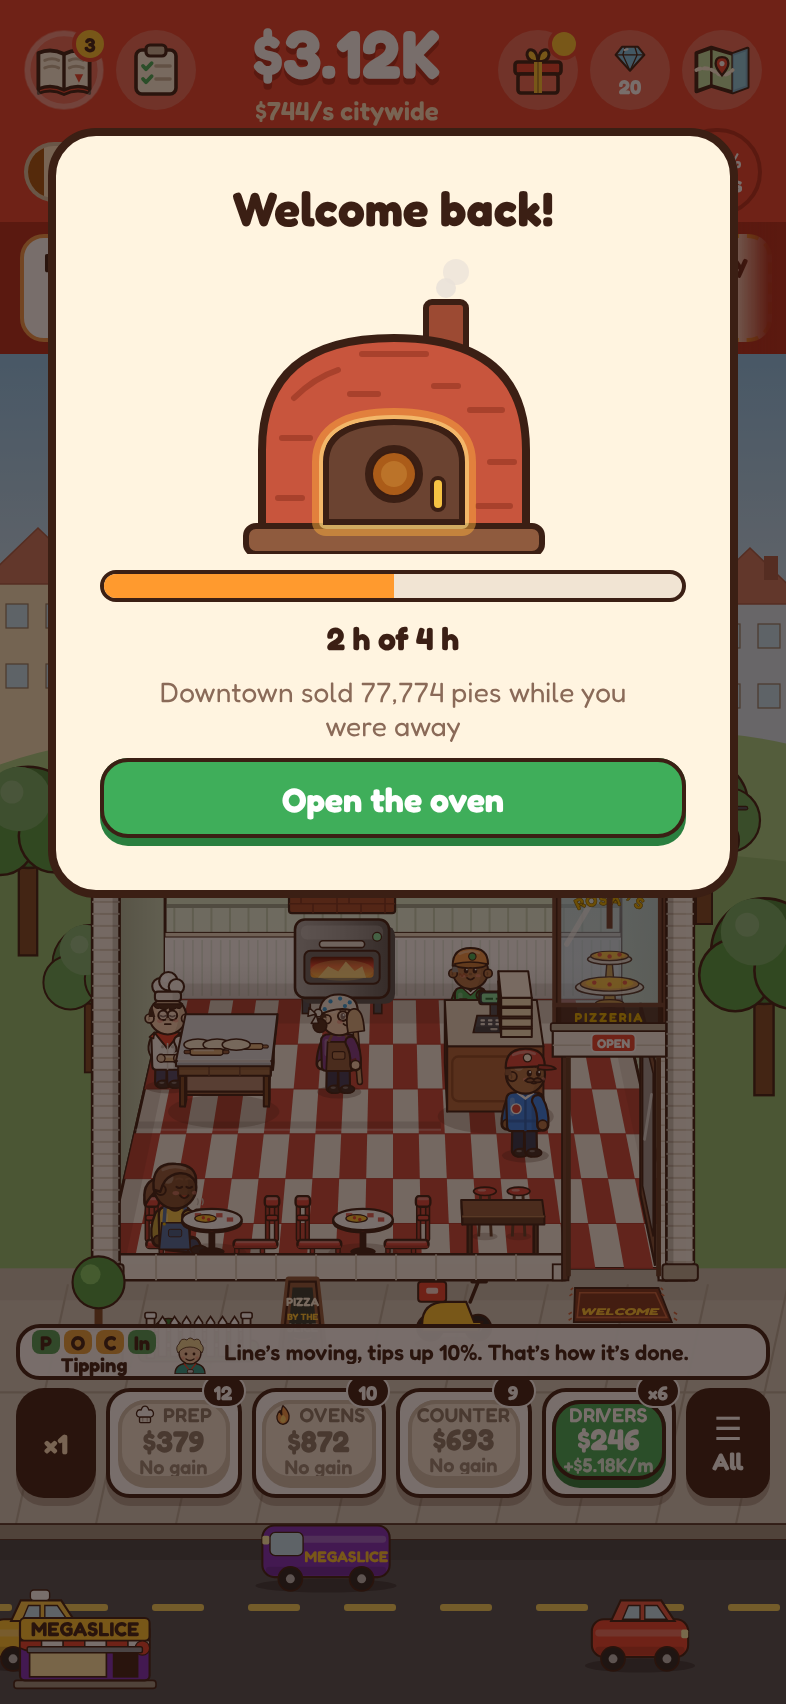 3
$3.12K
$744/s citywide
20
Welcome back!
2 h of 4 h
Downtown sold 77,774 pies while you
were away
Open the oven
ROSA'S
PIZZERIA
OPEN
PIZZA
BY THE
WELCOME
P O C In
Tipping
Line's moving, tips up 10%. That's how it's done.
x1
12
PREP
$379
No gain
10
OVENS
$872
No gain
9
COUNTER
$693
No gain
x6
DRIVERS
$246
+$5.18K/m
All
MEGASLICE
MEGASLICE